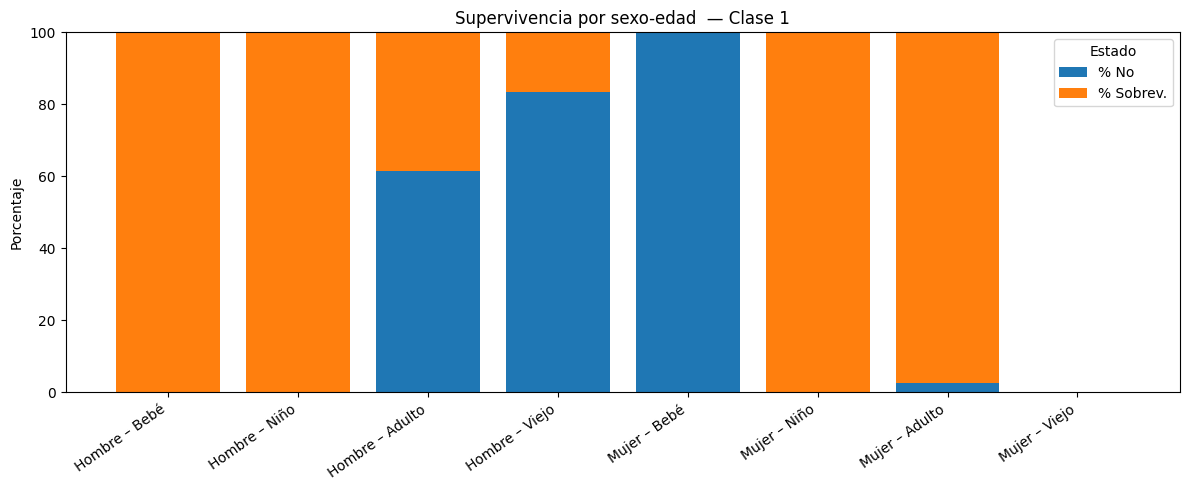 Supervivencia por sexo-edad — Clase 1
Estado
% No
% Sobrev.
Porcentaje
100
80
60
40
20
0
Hombre – Bebé
Hombre – Niño
Hombre – Adulto
Hombre – Viejo
Mujer – Bebé
Mujer – Niño
Mujer – Adulto
Mujer – Viejo